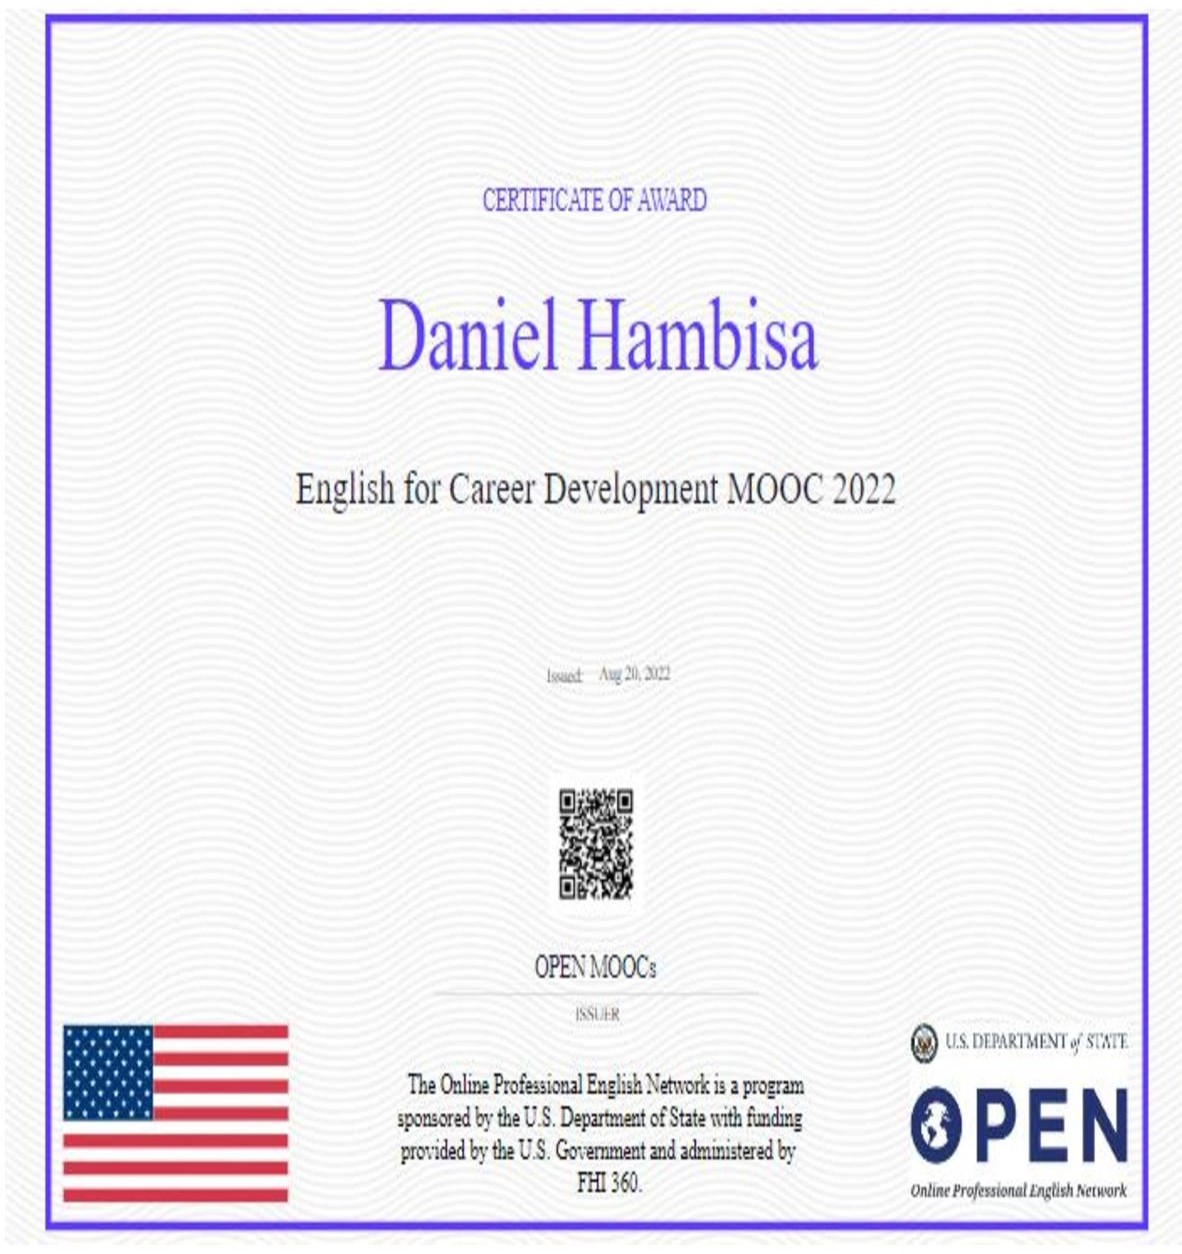 CERTIFICATE OF AWARD
Daniel Hambisa
English for Career Development MOOC 2022
Issued: Aug 20, 2022
OPEN MOOCs
ISSUER
The Online Professional English Network is a program
sponsored by the U.S. Department of State with funding
provided by the U.S. Government and administered by
FHI 360.
U.S. DEPARTMENT of STATE
OPEN
Online Professional English Network